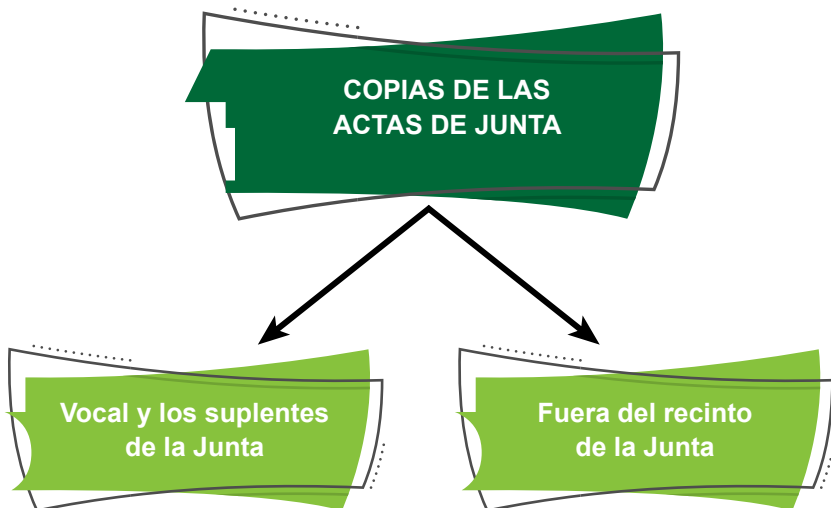 COPIAS DE LAS
ACTAS DE JUNTA
Vocal y los suplentes
de la Junta
Fuera del recinto
de la Junta